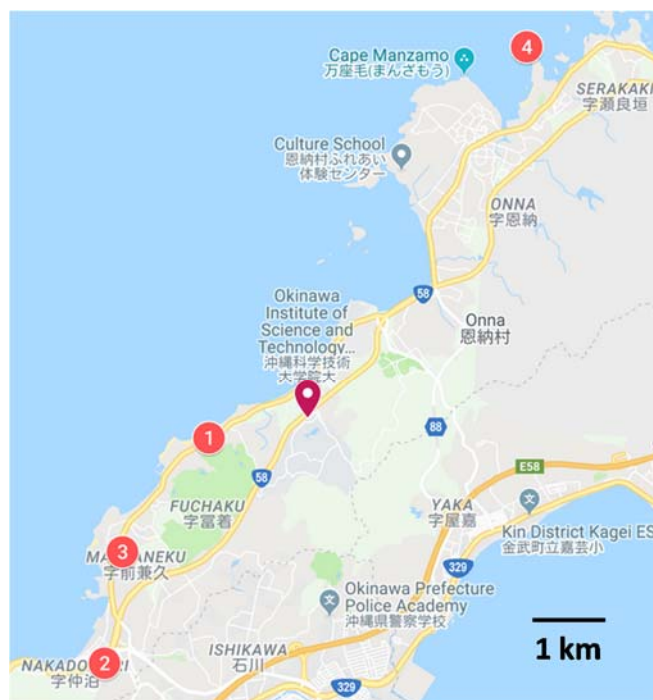 4
Cape Manzamo
万座毛(まんざもう)
SERAKAKI
字瀬良垣
Culture School
恩納村ふれあい
体験センター
ONNA
字恩納
58
Okinawa
Institute of
Science and
Technology...
沖縄科学技術
大学院大
Onna
恩納村
1
88
58
E58
FUCHAKU
字冨着
YAKA
字屋嘉
Kin District Kagei ES
金武町立嘉芸小
3
字前兼久
329
Okinawa Prefecture
Police Academy
沖縄県警察学校
1 km
ISHIKAWA
石川
2
字仲泊
329